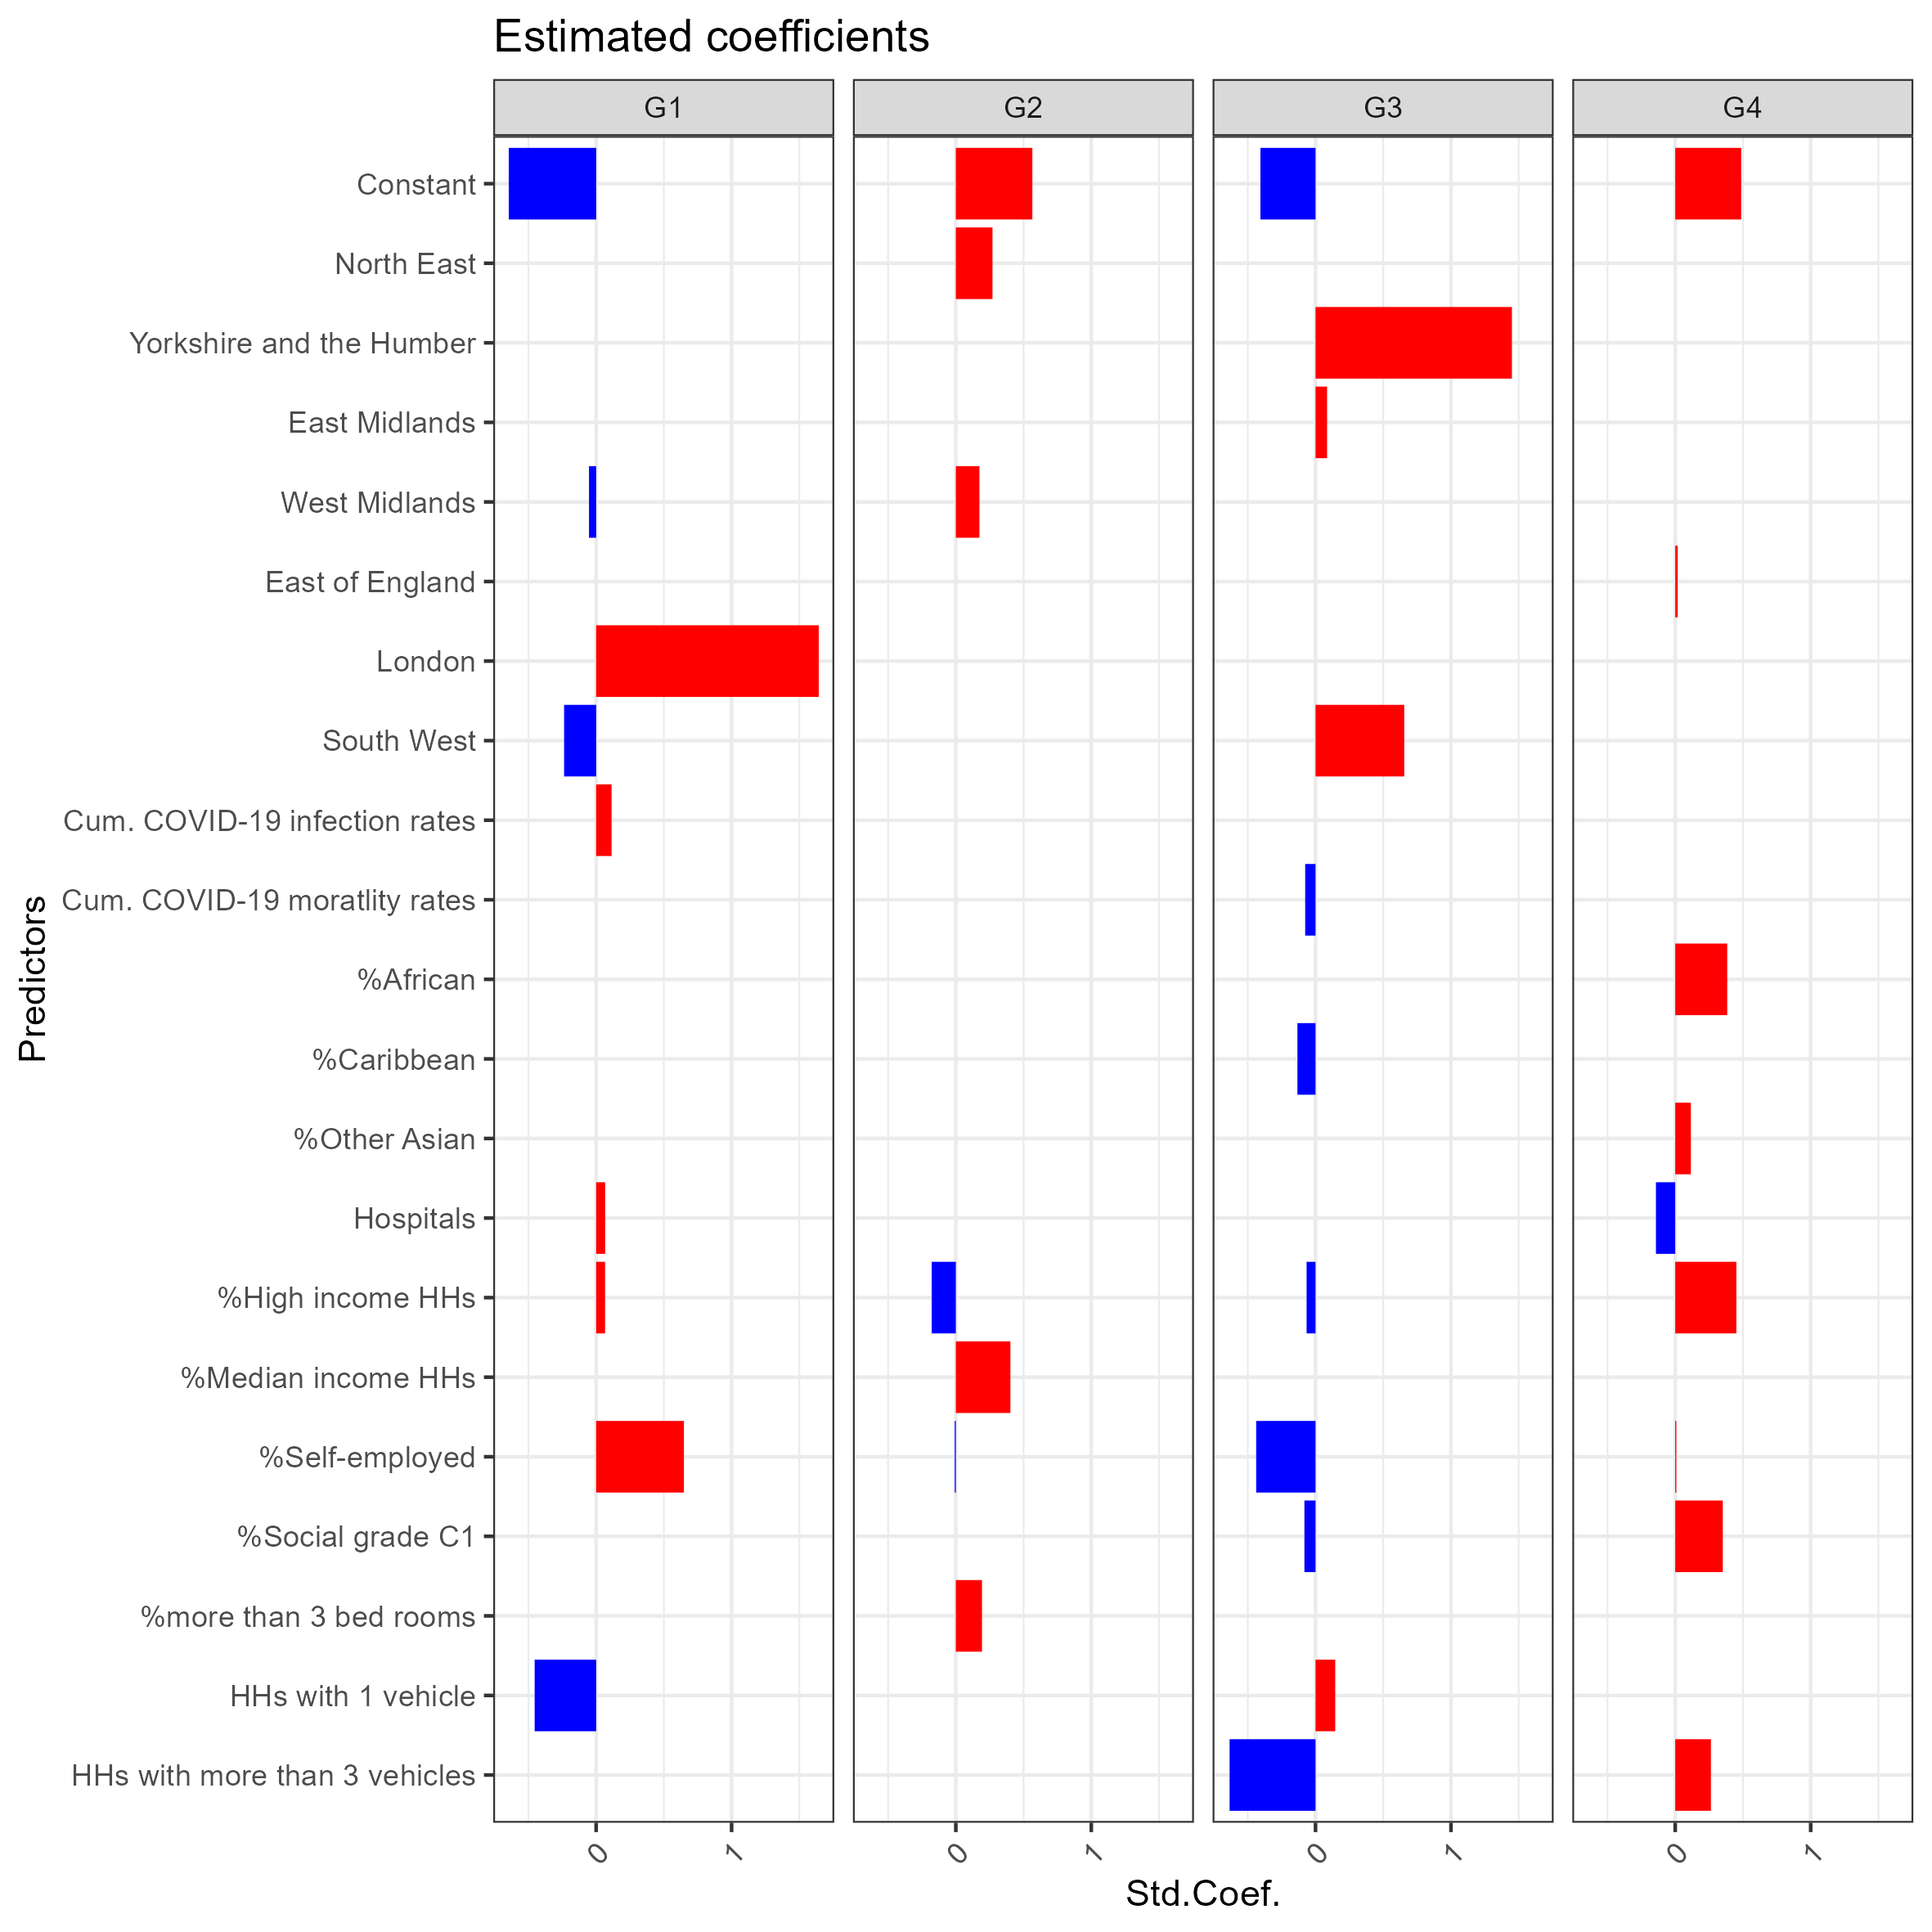 Estimated coefficients
G1 G2 G3 G4
Constant
North East
Yorkshire and the Humber
East Midlands
West Midlands
East of England
London
South West
Cum. COVID-19 infection rates
Cum. COVID-19 moratlity rates
%African
%Caribbean
%Other Asian
Hospitals
%High income HHs
%Median income HHs
%Self-employed
%Social grade C1
%more than 3 bed rooms
HHs with 1 vehicle
HHs with more than 3 vehicles
Predictors
0 1 0 1 0 1 0 1
Std.Coef.